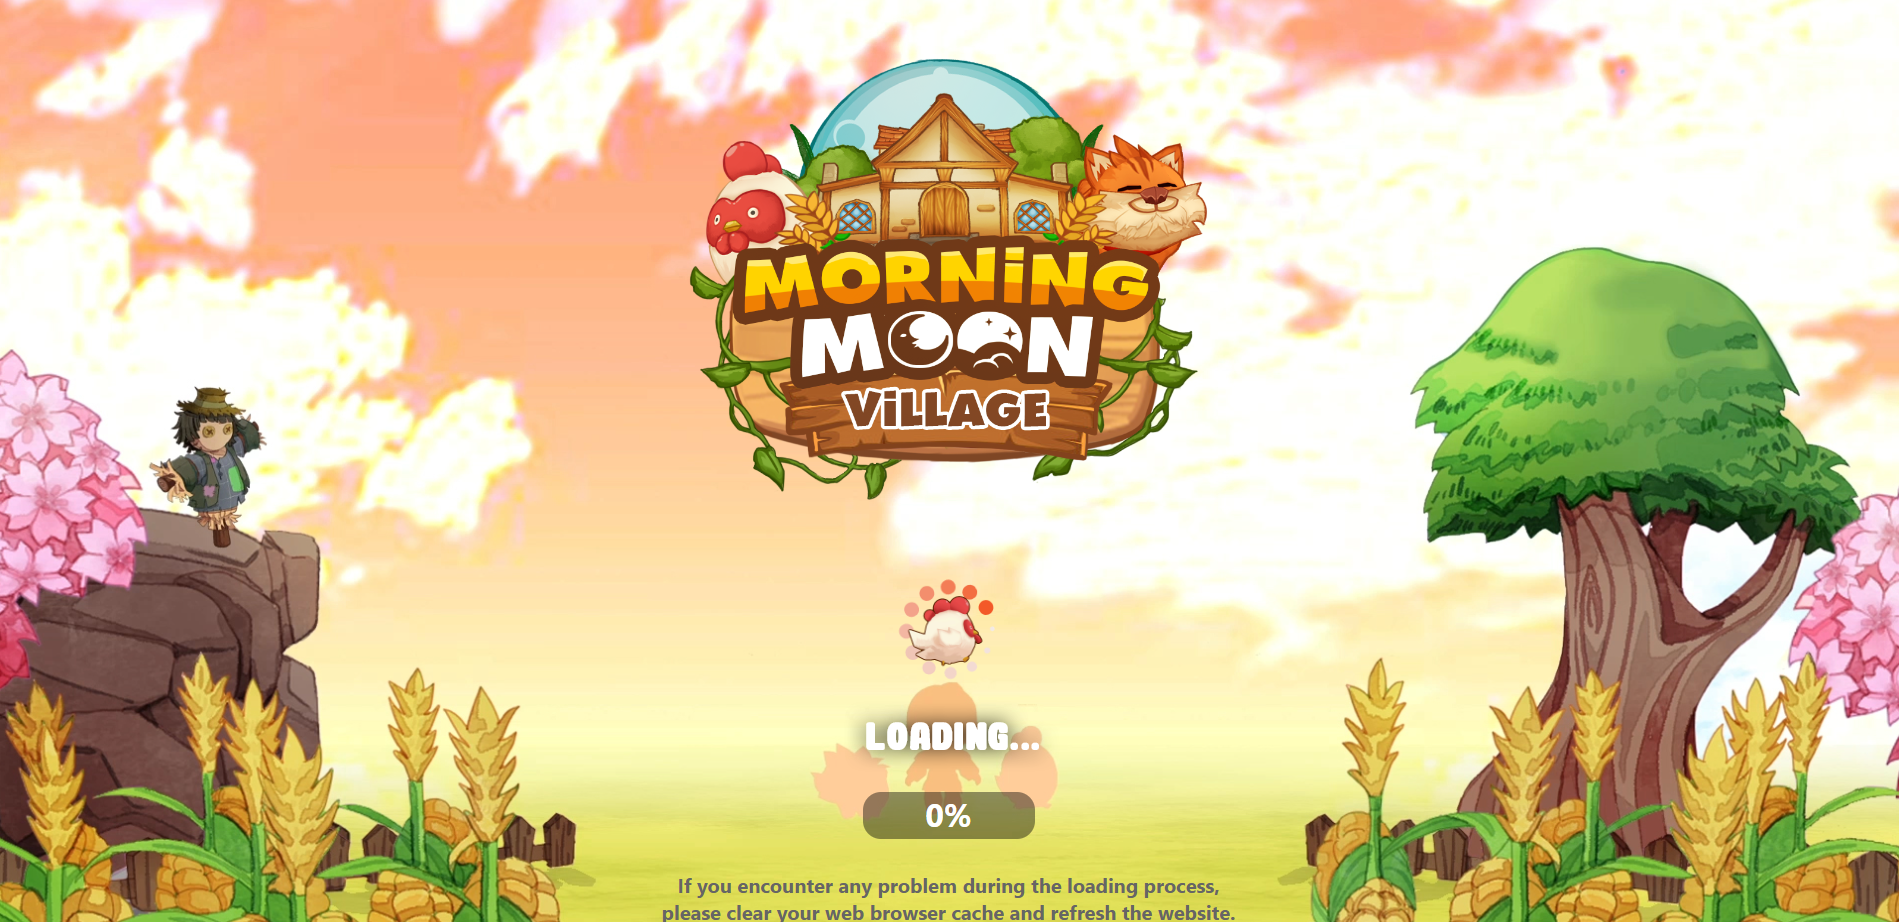 MORNiNG
MOON
ViLLAGE
LOADING...
0%
If you encounter any problem during the loading process,
please clear your web browser cache and refresh the website.